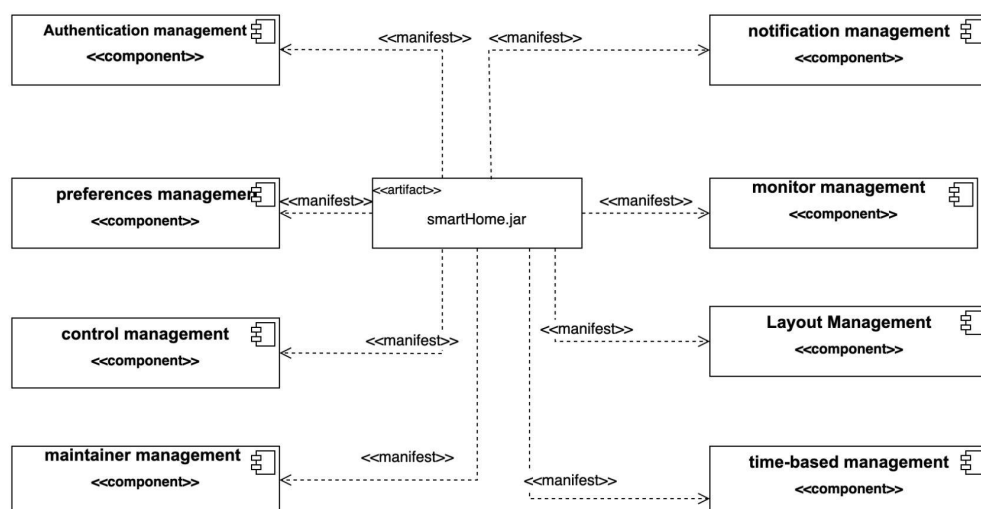 Authentication management
<<component>>
<<manifest>>
<<manifest>>
notification management
<<component>>
preferences managemen
<<component>>
<<manifest>>
<<artifact>>
smartHome.jar
<<manifest>>
monitor management
<<component>>
control management
<<component>>
<<manifest>>
<<manifest>>
Layout Management
<<component>>
maintainer management
<<component>>
<<manifest>>
<<manifest>>
time-based management
<<component>>